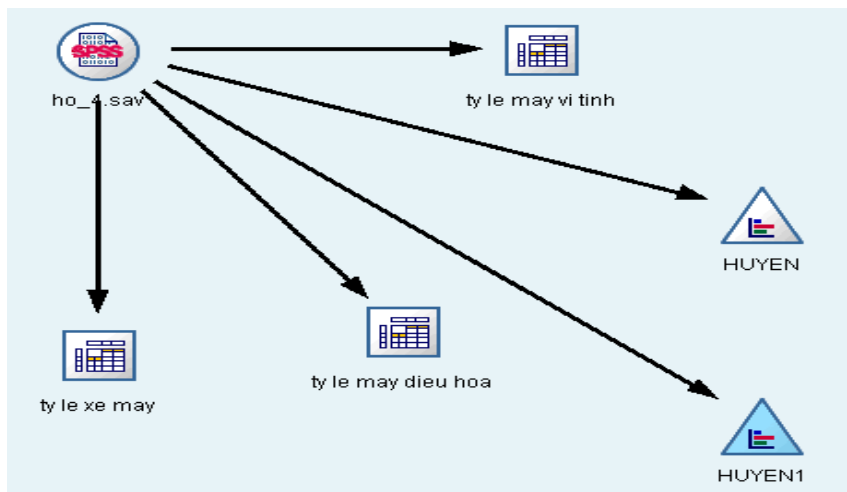 SPSS
ho_4.sav
ty le may vi tinh
HUYEN
ty le xe may
ty le may dieu hoa
HUYEN1